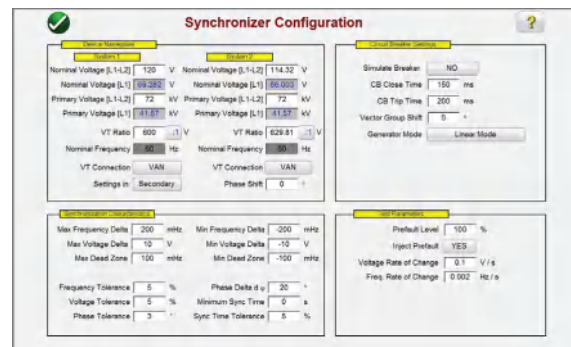 Synchronizer Configuration
?
Device Nameplate
System 1 System 2
Nominal Voltage [L1-L2] 120 V Nominal Voltage [L1-L2] 114.32 V
Nominal Voltage [L1] 69.282 V Nominal Voltage [L1] 66.003 V
Primary Voltage [L1-L2] 72 kV Primary Voltage [L1-L2] 72 kV
Primary Voltage [L1] 41.57 kV Primary Voltage [L1] 41.57 kV
VT Ratio 600 :1 V VT Ratio 629.81 :1 V
Nominal Frequency 60 Hz Nominal Frequency 60 Hz
VT Connection VAN VT Connection VAN
Settings in Secondary Phase Shift 0 °
Circuit Breaker Settings
Simulate Breaker NO
CB Close Time 150 ms
CB Trip Time 200 ms
Vector Group Shift 0 °
Generator Mode Linear Mode
Synchronization Characteristics
Max Frequency Delta 200 mHz Min Frequency Delta -200 mHz
Max Voltage Delta 10 V Min Voltage Delta -10 V
Max Dead Zone 100 mHz Min Dead Zone -100 mHz
Frequency Tolerance 5 % Phase Delta d φ 20 °
Voltage Tolerance 5 % Minimum Sync Time 0 s
Phase Tolerance 3 ° Sync Time Tolerance 5 %
Test Parameters
Prefault Level 100 %
Inject Prefault YES
Voltage Rate of Change 0.1 V / s
Freq. Rate of Change 0.002 Hz / s